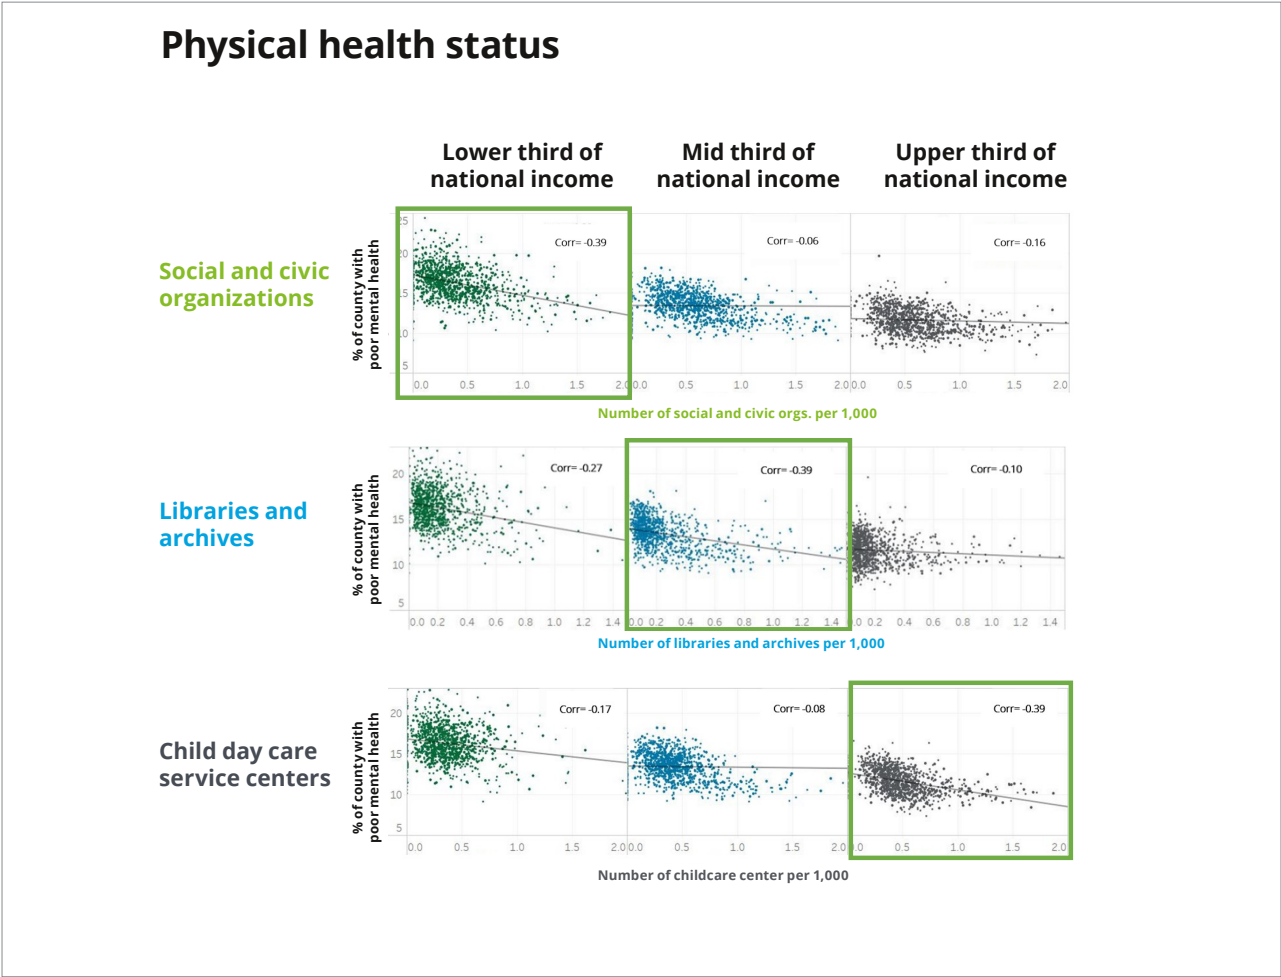 Physical health status
Lower third of
national income
Mid third of
national income
Upper third of
national income
Social and civic
organizations
% of county with
poor mental health
25
20
15
10
5
Corr= -0.39
Corr= -0.06
Corr= -0.16
0.0 0.5 1.0 1.5 2.0 0.0 0.5 1.0 1.5 2.0 0.0 0.5 1.0 1.5 2.0
Number of social and civic orgs. per 1,000
Libraries and
archives
% of county with
poor mental health
20
15
10
5
Corr= -0.27
Corr= -0.39
Corr= -0.10
0.0 0.2 0.4 0.6 0.8 1.0 1.2 1.4 0.0 0.2 0.4 0.6 0.8 1.0 1.2 1.4 0.0 0.2 0.4 0.6 0.8 1.0 1.2 1.4
Number of libraries and archives per 1,000
Child day care
service centers
% of county with
poor mental health
20
15
10
5
Corr= -0.17
Corr= -0.08
Corr= -0.39
0.0 0.5 1.0 1.5 2.0 0.0 0.5 1.0 1.5 2.0 0.0 0.5 1.0 1.5 2.0
Number of childcare center per 1,000